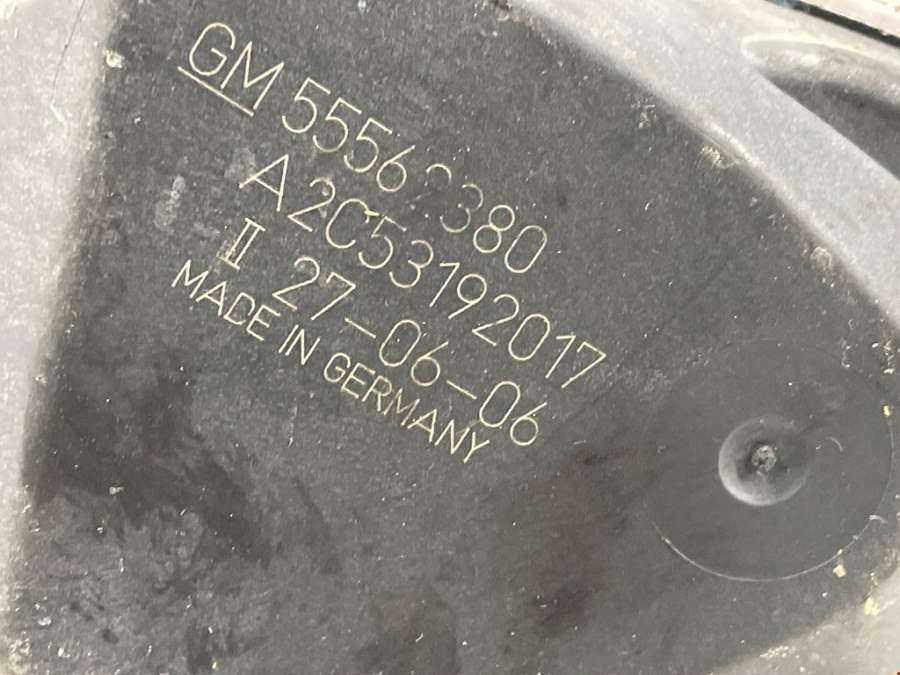 GM 55562380
A2C53192017
II 27-06-06
MADE IN GERMANY